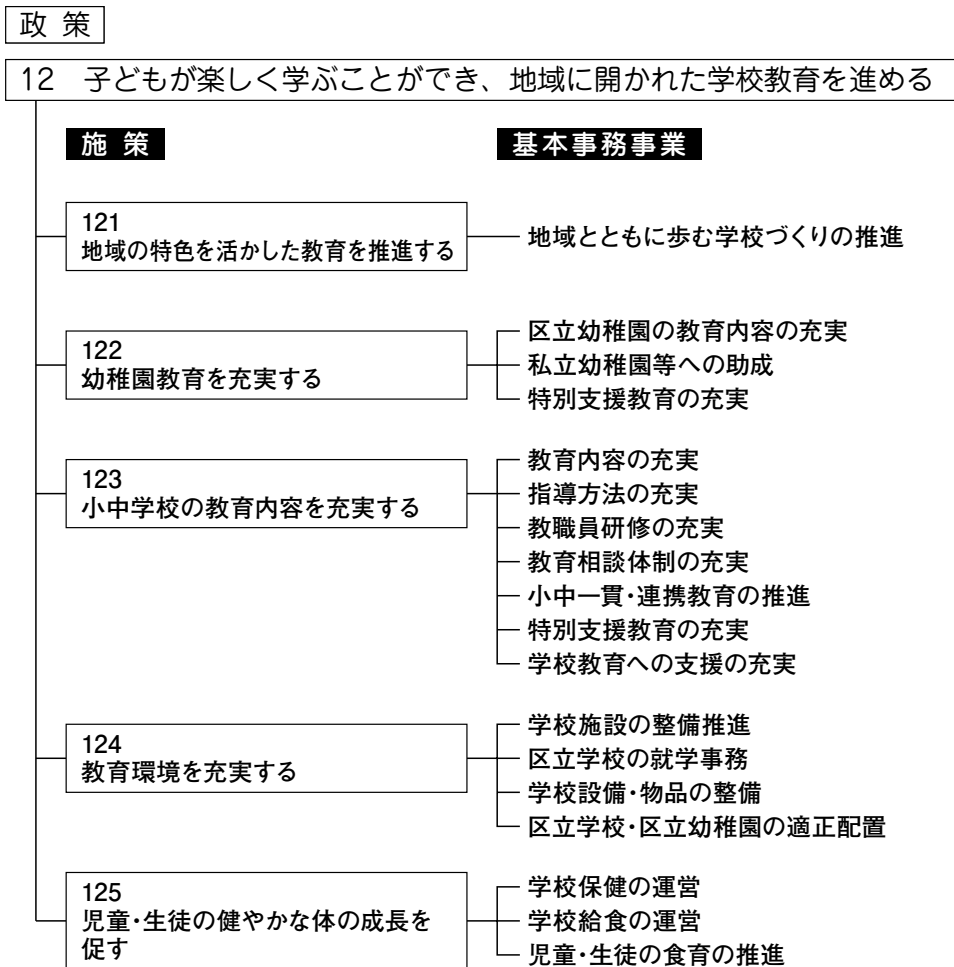 政 策
12 子どもが楽しく学ぶことができ、地域に開かれた学校教育を進める
施 策
基本事務事業
121
地域の特色を活かした教育を推進する
地域とともに歩む学校づくりの推進
122
幼稚園教育を充実する
区立幼稚園の教育内容の充実
私立幼稚園等への助成
特別支援教育の充実
123
小中学校の教育内容を充実する
教育内容の充実
指導方法の充実
教職員研修の充実
教育相談体制の充実
小中一貫・連携教育の推進
特別支援教育の充実
学校教育への支援の充実
124
教育環境を充実する
学校施設の整備推進
区立学校の就学事務
学校設備・物品の整備
区立学校・区立幼稚園の適正配置
125
児童・生徒の健やかな体の成長を
促す
学校保健の運営
学校給食の運営
児童・生徒の食育の推進